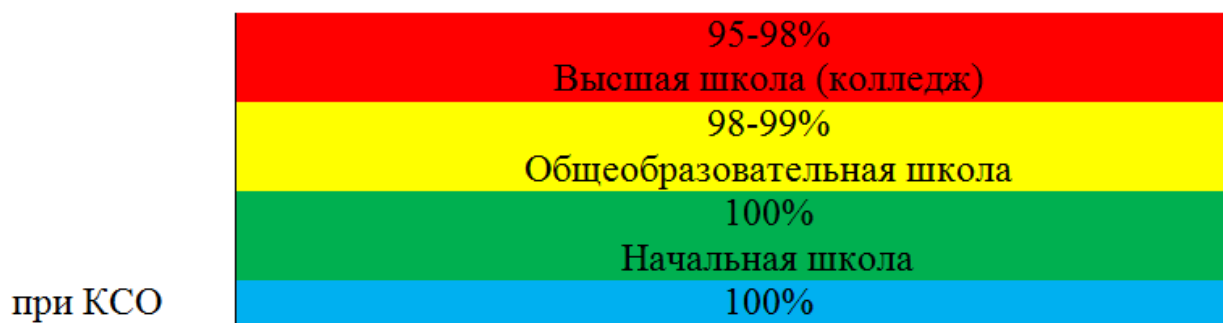 95-98%
Высшая школа (колледж)
98-99%
Общеобразовательная школа
100%
Начальная школа
при КСО 100%